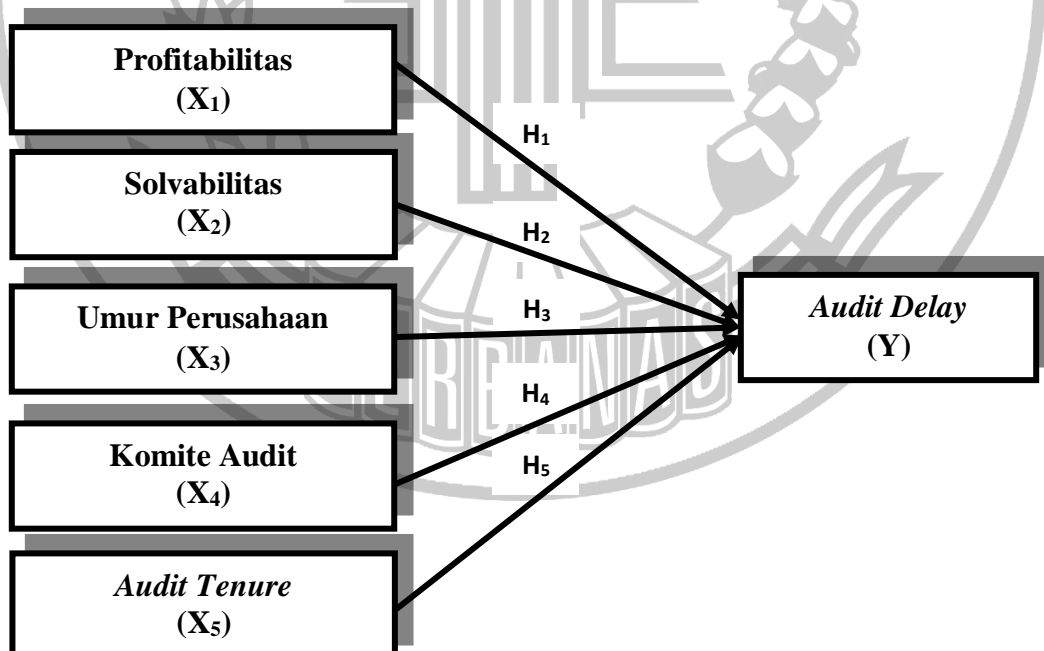 Profitabilitas
(X₁)
H₁
Solvabilitas
(X₂)
H₂
Umur Perusahaan
(X₃)
H₃
Audit Delay
(Y)
Komite Audit
(X₄)
H₄
Audit Tenure
(X₅)
H₅
PERBANAS